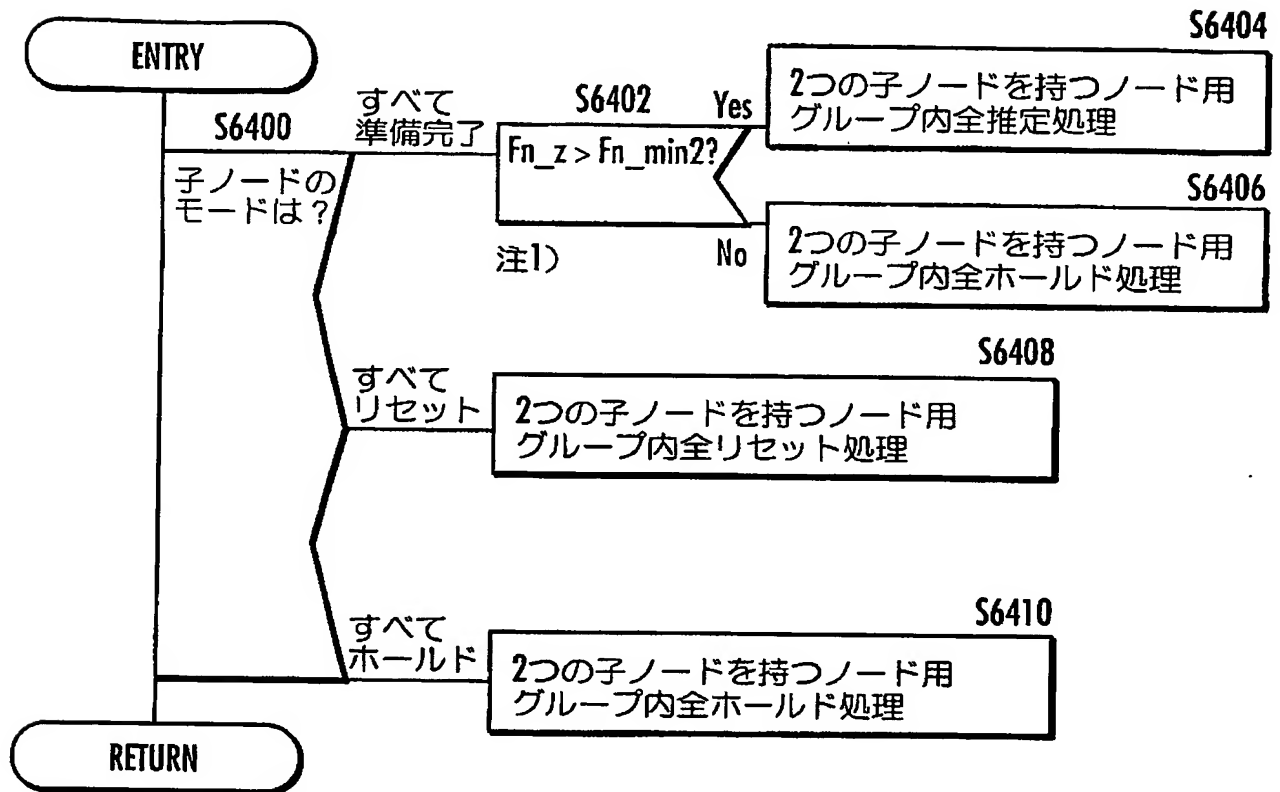 ENTRY
S6400
子ノードの
モードは？
すべて
準備完了
S6402
Fn_z > Fn_min2?
注1）
Yes
No
S6404
2つの子ノードを持つノード用
グループ内全推定処理
S6406
2つの子ノードを持つノード用
グループ内全ホールド処理
すべて
リセット
S6408
2つの子ノードを持つノード用
グループ内全リセット処理
すべて
ホールド
S6410
2つの子ノードを持つノード用
グループ内全ホールド処理
RETURN